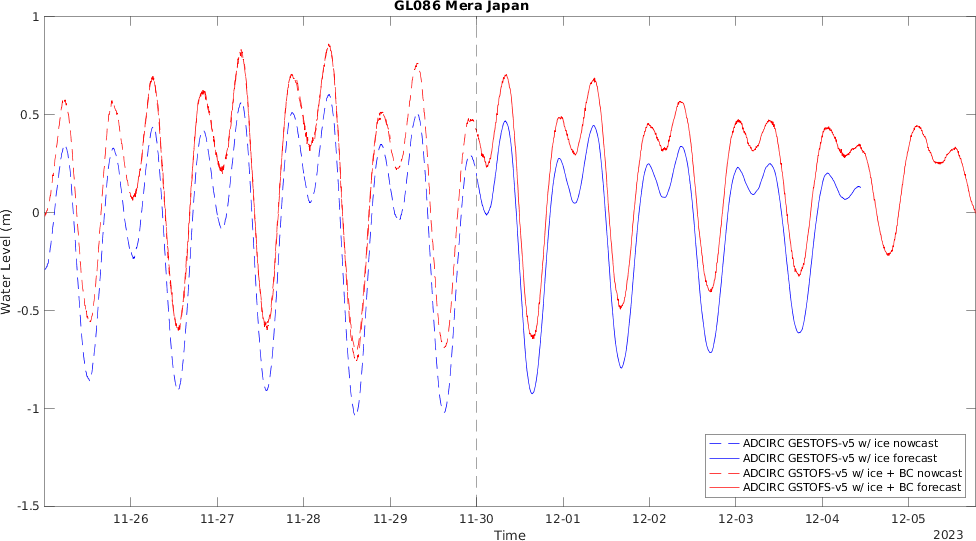 GL086 Mera Japan
1
0.5
0
-0.5
-1
-1.5
Water Level (m)
11-26
11-27
11-28
11-29
11-30
12-01
12-02
12-03
12-04
12-05
Time
2023
ADCIRC GESTOFS-v5 w/ ice nowcast
ADCIRC GESTOFS-v5 w/ ice forecast
ADCIRC GSTOFS-v5 w/ ice + BC nowcast
ADCIRC GSTOFS-v5 w/ ice + BC forecast